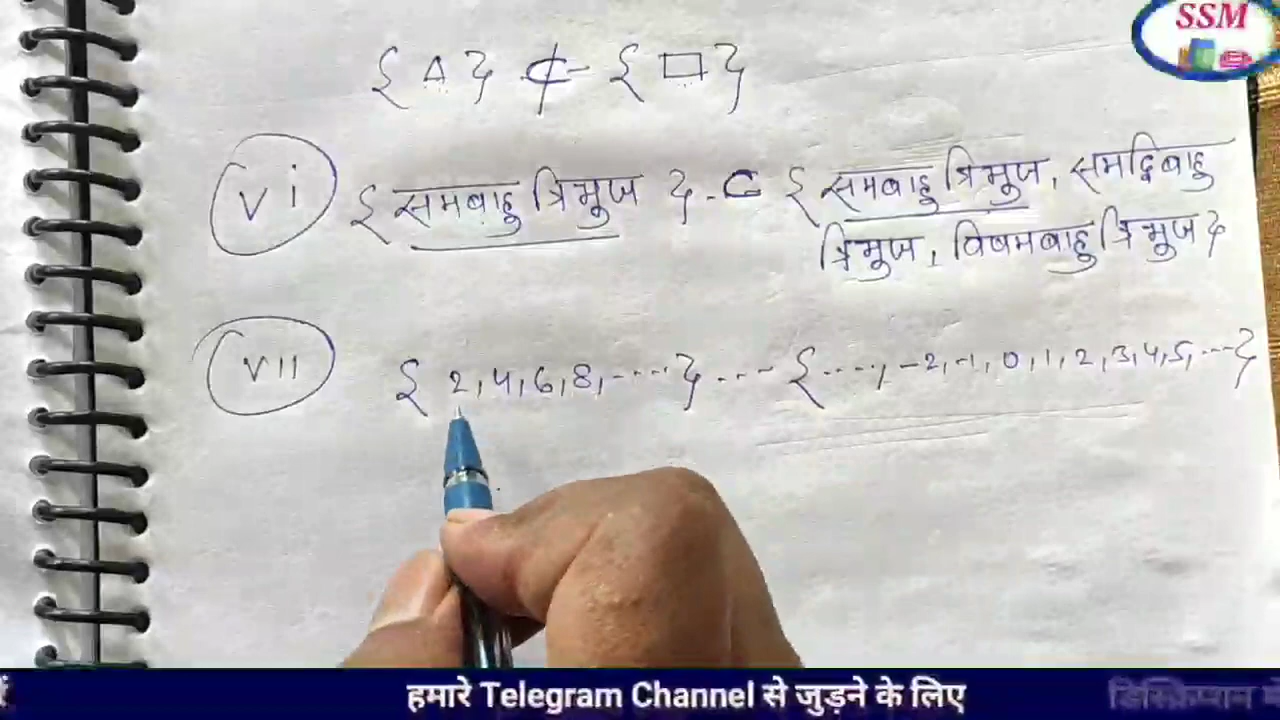 SSM
{ △ } ⊄ { □ }
vi { समबाहु त्रिभुज } ⊂ { समबाहु त्रिभुज, समद्विबाहु
त्रिभुज, विषमबाहु त्रिभुज }
vii { 2, 4, 6, 8, ..... } .... { ....., -2, -1, 0, 1, 2, 3, 4, 5, .... }
हमारे Telegram Channel से जुड़ने के लिए